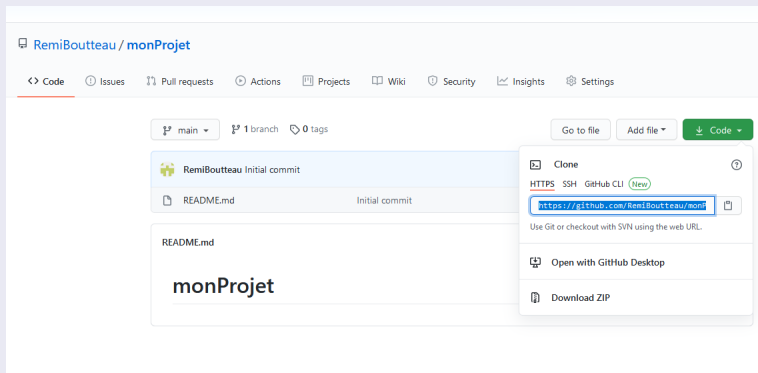 RemiBoutteau / monProjet
Code Issues Pull requests Actions Projects Wiki Security Insights Settings
main 1 branch 0 tags Go to file Add file Code
RemiBoutteau Initial commit
README.md Initial commit
README.md
monProjet
Clone
HTTPS SSH GitHub CLI New
https://github.com/RemiBoutteau/monP
Use Git or checkout with SVN using the web URL.
Open with GitHub Desktop
Download ZIP